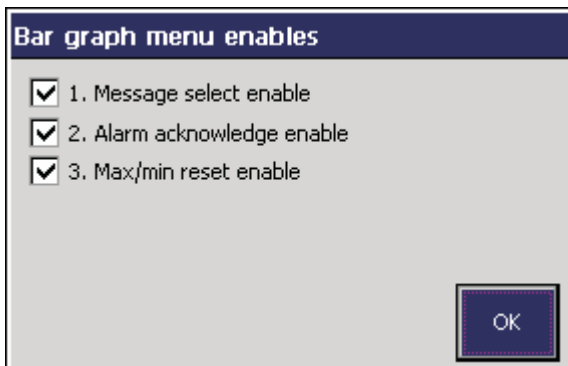 Bar graph menu enables
1. Message select enable
2. Alarm acknowledge enable
3. Max/min reset enable
OK